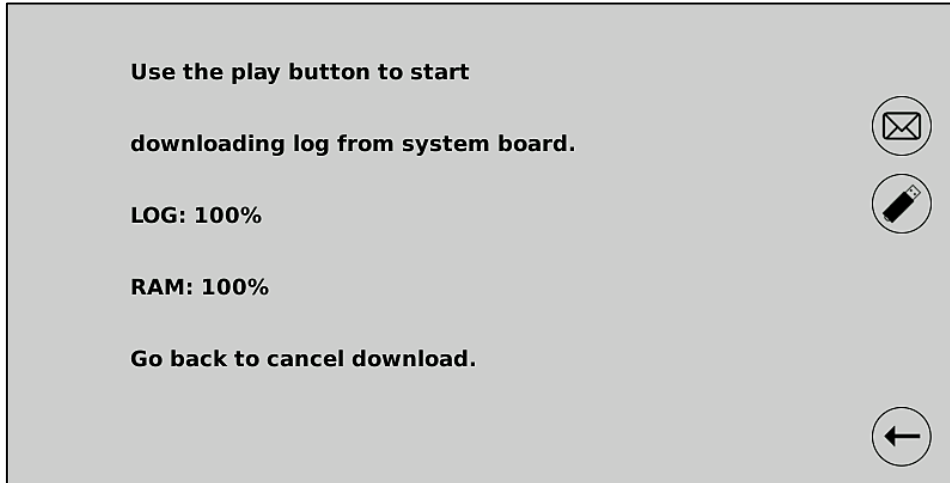 Use the play button to start
downloading log from system board.
LOG: 100%
RAM: 100%
Go back to cancel download.